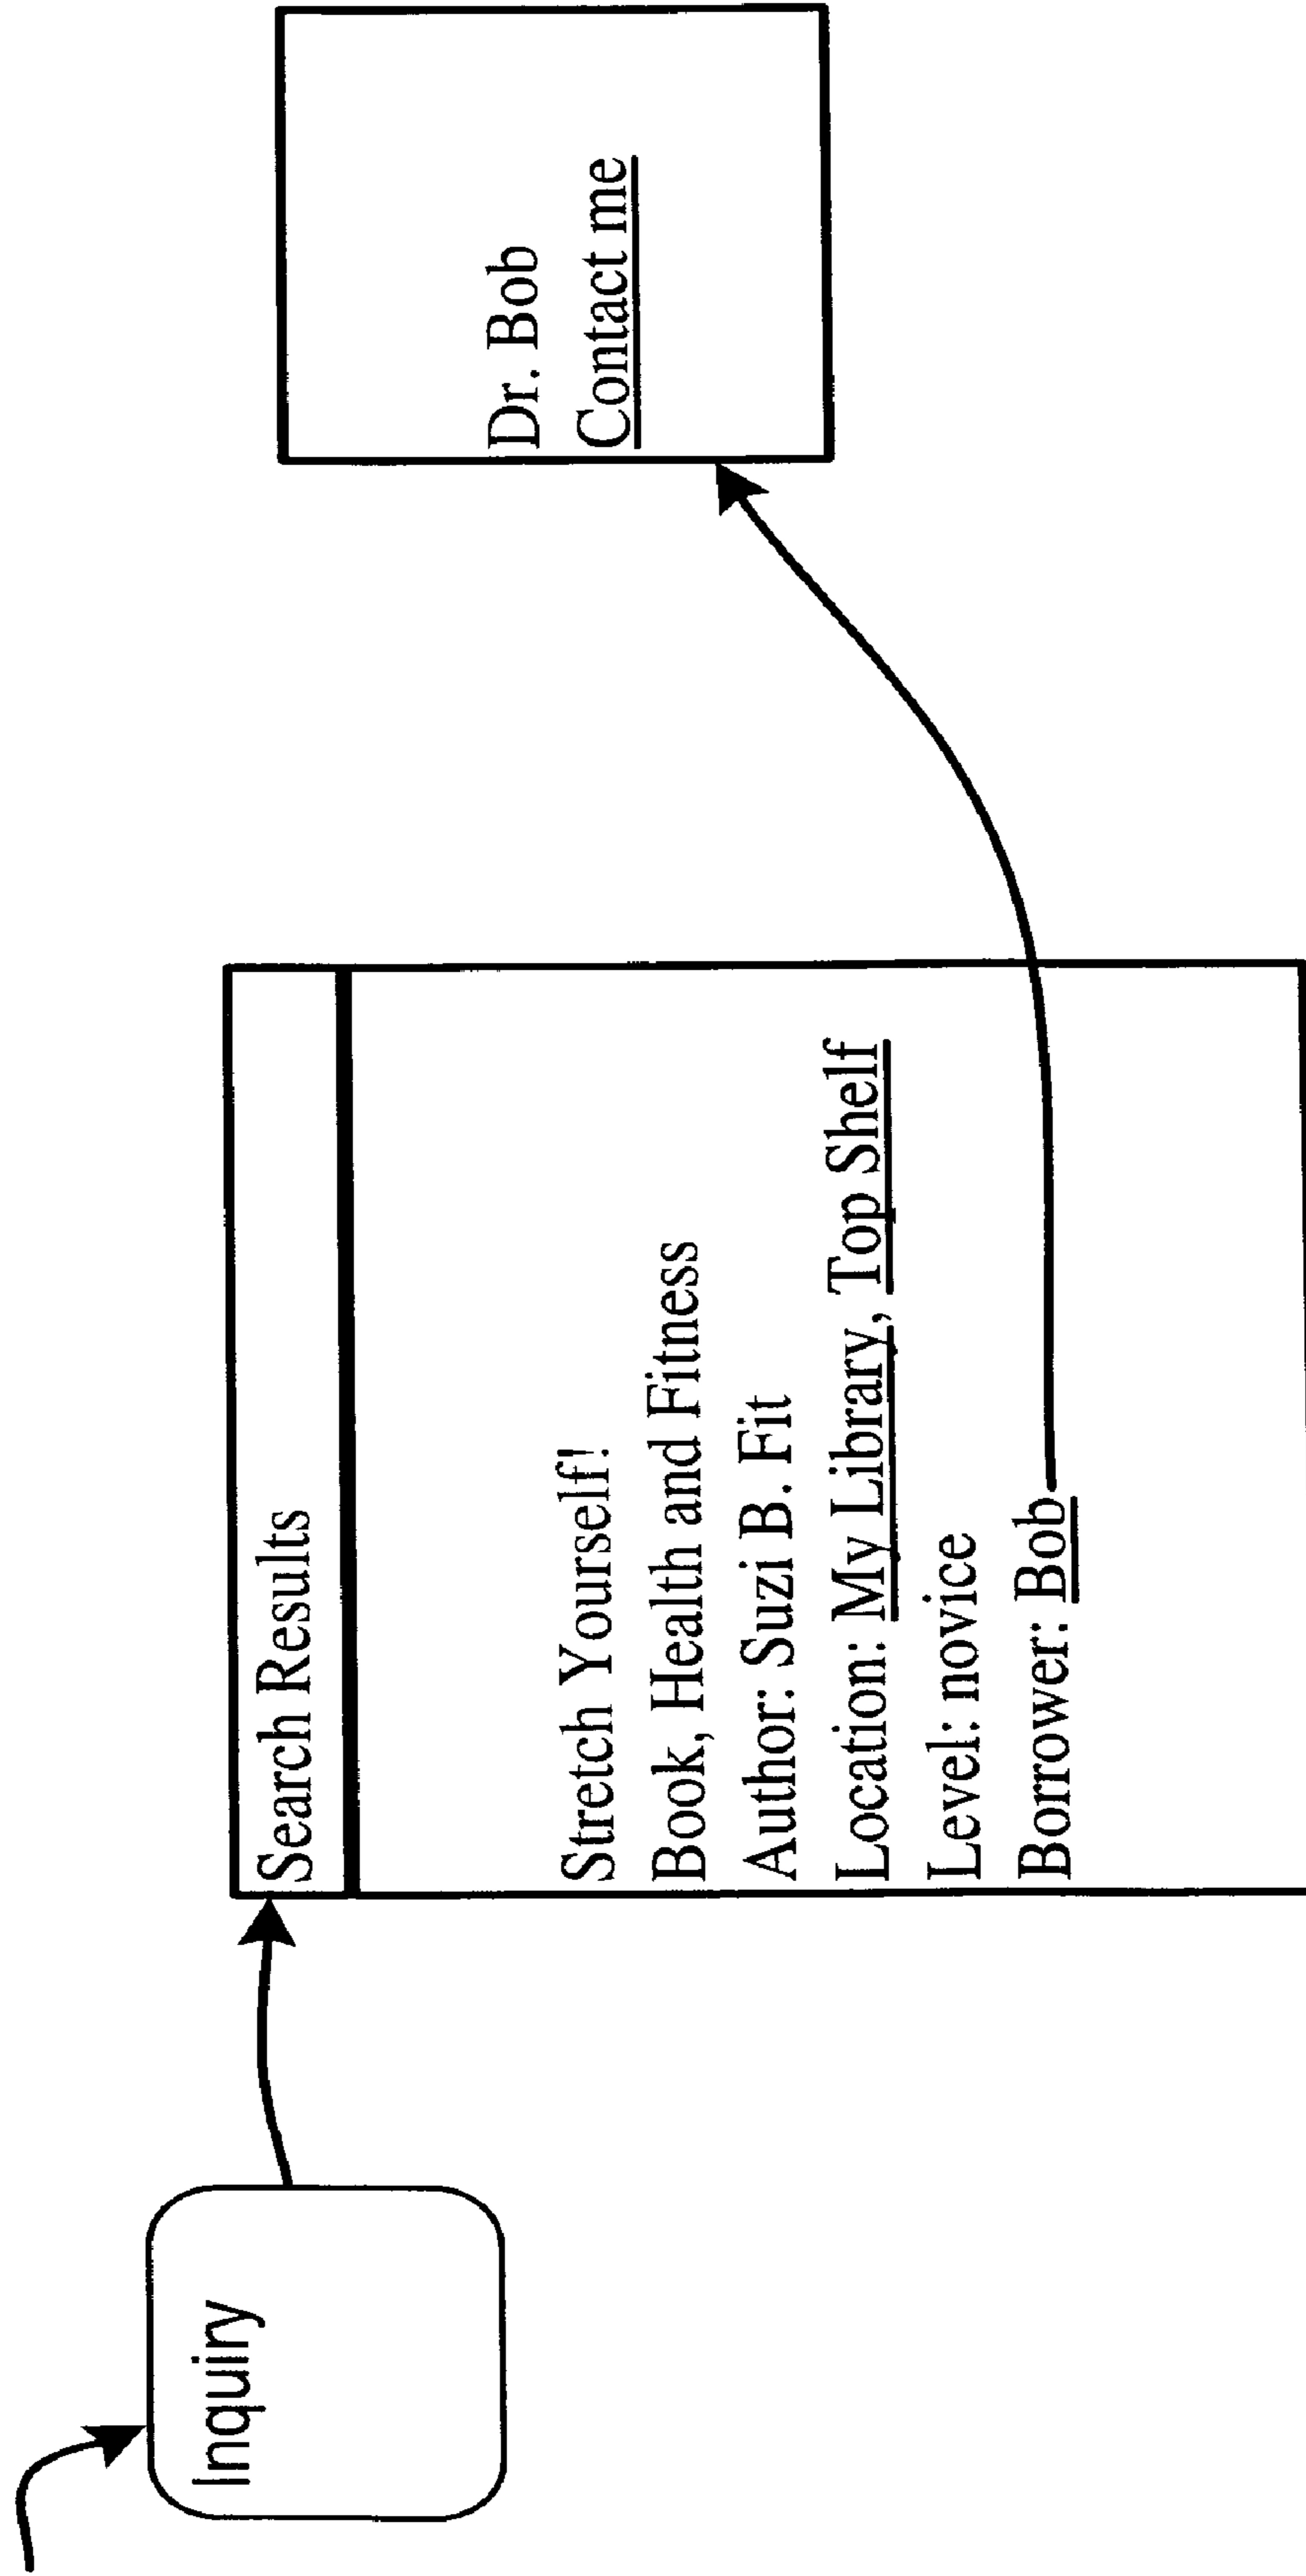 Inquiry
Search Results
Stretch Yourself!
Book, Health and Fitness
Author: Suzi B. Fit
Location: My Library, Top Shelf
Level: novice
Borrower: Bob
Dr. Bob
Contact me